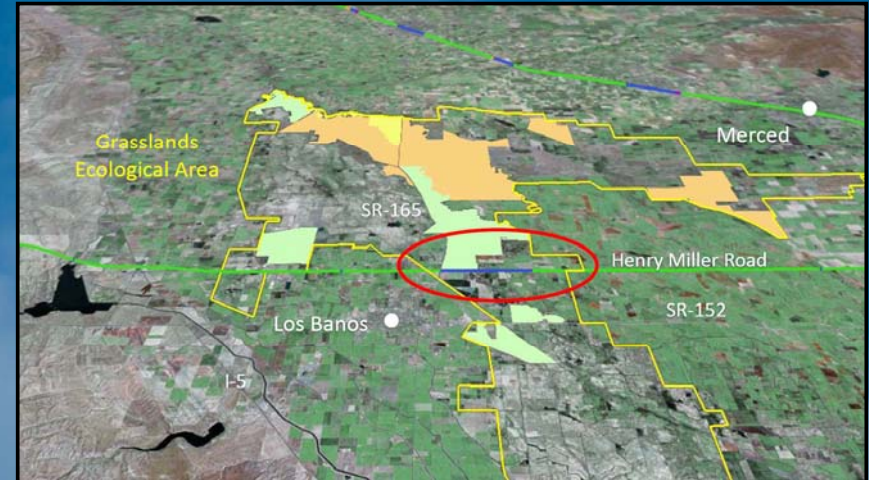 Merced
Grasslands
Ecological Area
SR-165
Henry Miller Road
SR-152
Los Banos
I-5